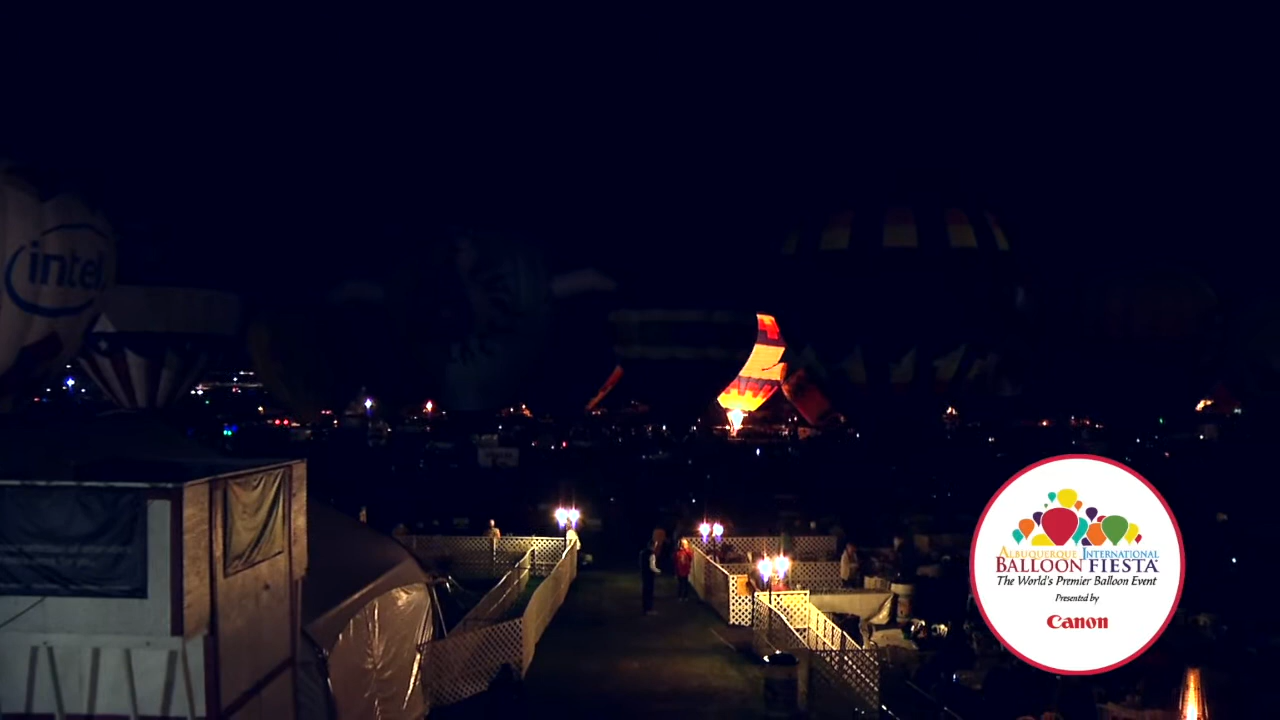 intel
ALBUQUERQUE INTERNATIONAL
BALLOON FIESTA
The World's Premier Balloon Event
Presented by
Canon